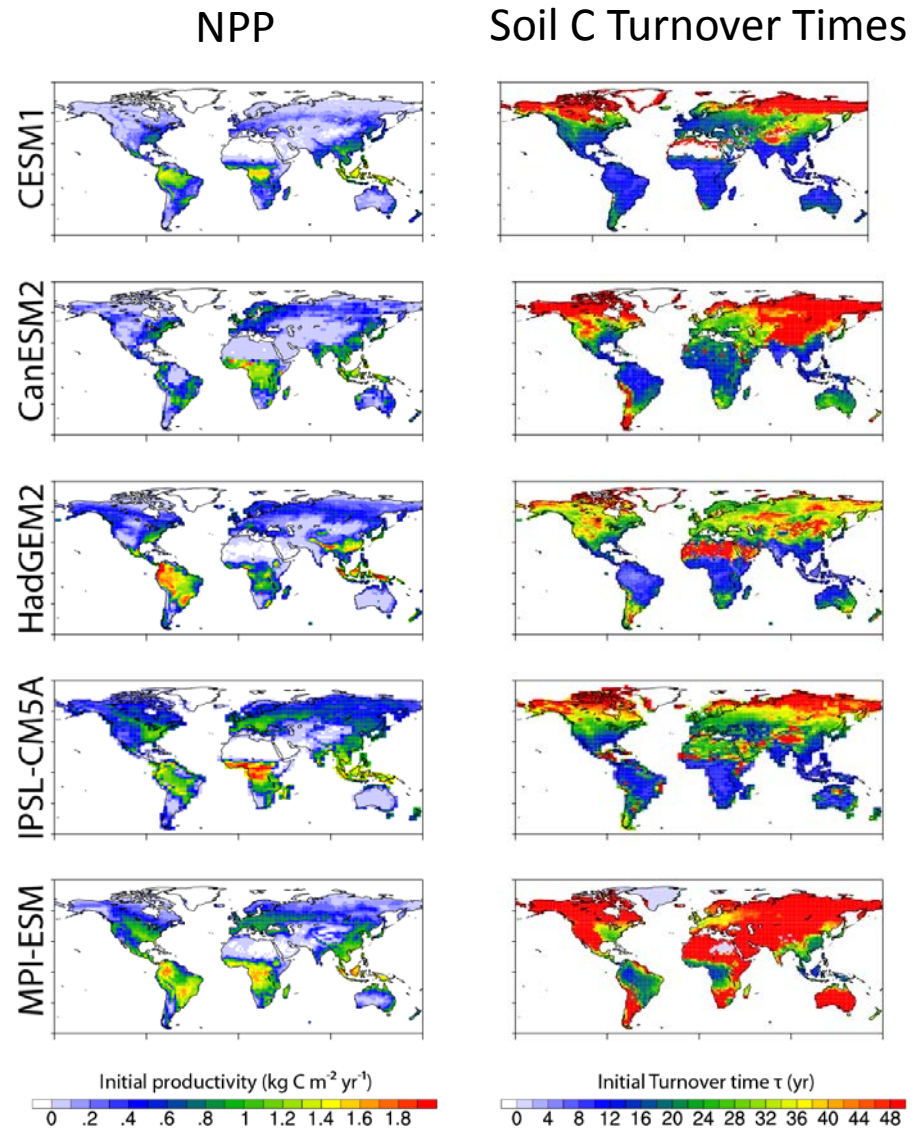 NPP
Soil C Turnover Times
CESM1
CanESM2
HadGEM2
IPSL-CM5A
MPI-ESM
Initial productivity (kg C m⁻² yr⁻¹)
0 .2 .4 .6 .8 1 1.2 1.4 1.6 1.8
Initial Turnover time τ (yr)
0 4 8 12 16 20 24 28 32 36 40 44 48